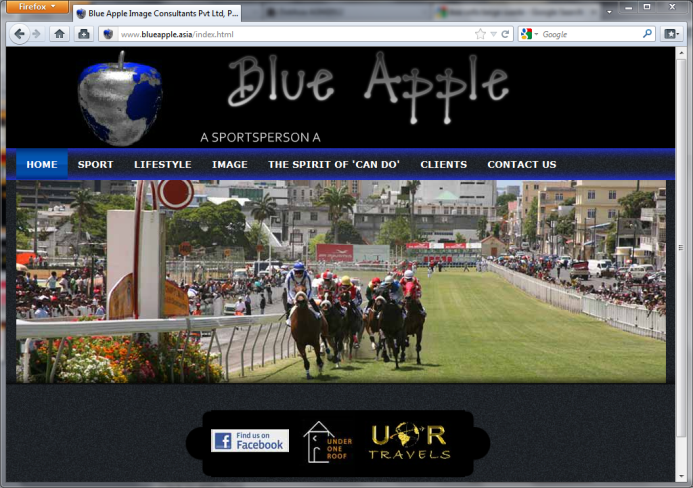 Firefox
Blue Apple Image Consultants Pvt Ltd, P...
www.blueapple.asia/index.html
Google
Blue Apple
A SPORTSPERSON A
HOME
SPORT
LIFESTYLE
IMAGE
THE SPIRIT OF 'CAN DO'
CLIENTS
CONTACT US
Find us on
Facebook
UNDER
ONE
ROOF
UOR
TRAVELS